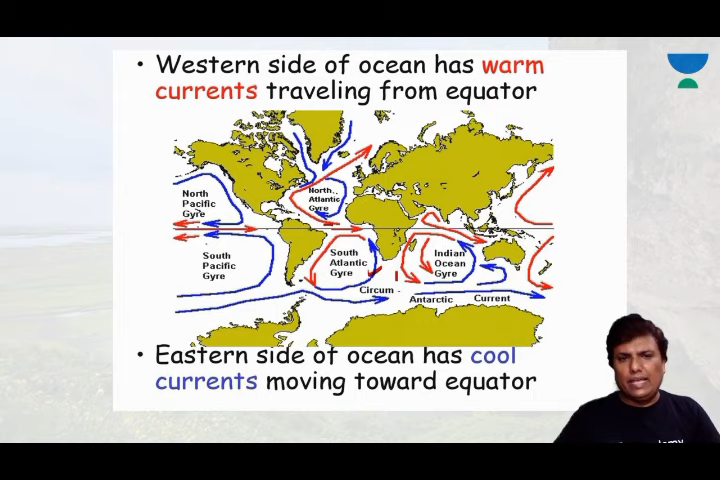 • Western side of ocean has warm
currents traveling from equator
North
Pacific
Gyre
North
Atlantic
Gyre
South
Pacific
Gyre
South
Atlantic
Gyre
Indian
Ocean
Gyre
Circum - Antarctic Current
• Eastern side of ocean has cool
currents moving toward equator